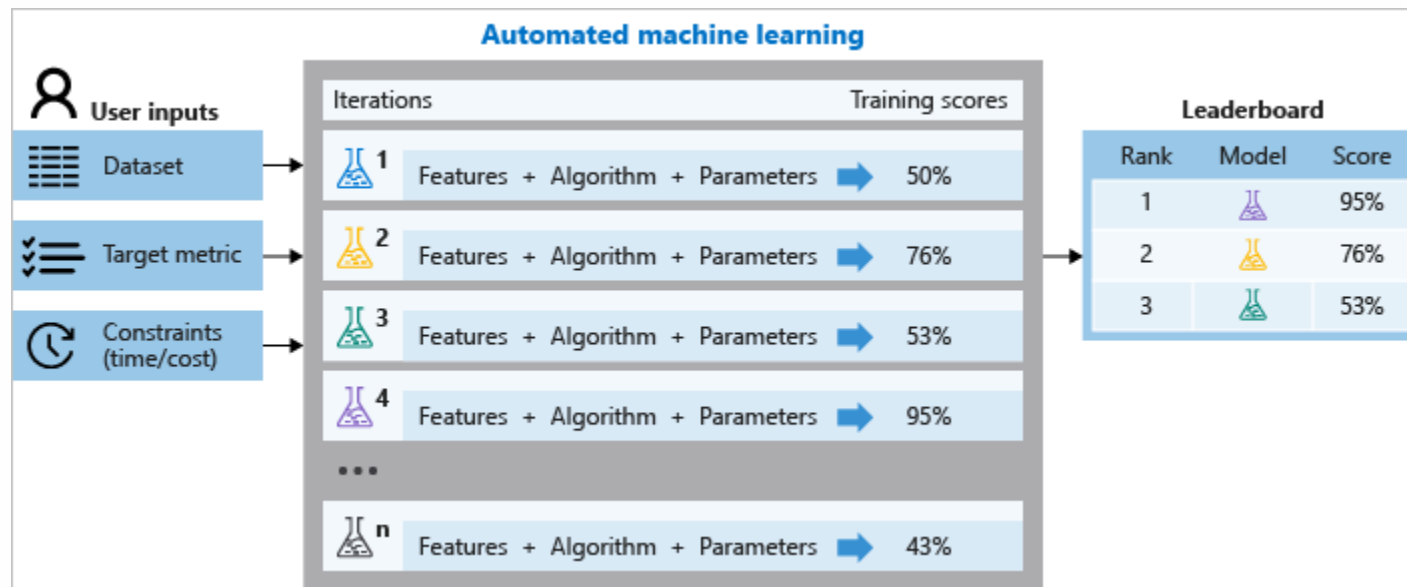 Automated machine learning
User inputs
Dataset
Target metric
Constraints
(time/cost)
Iterations Training scores
1 Features + Algorithm + Parameters 50%
2 Features + Algorithm + Parameters 76%
3 Features + Algorithm + Parameters 53%
4 Features + Algorithm + Parameters 95%
•••
n Features + Algorithm + Parameters 43%
Leaderboard
Rank Model Score
1 95%
2 76%
3 53%